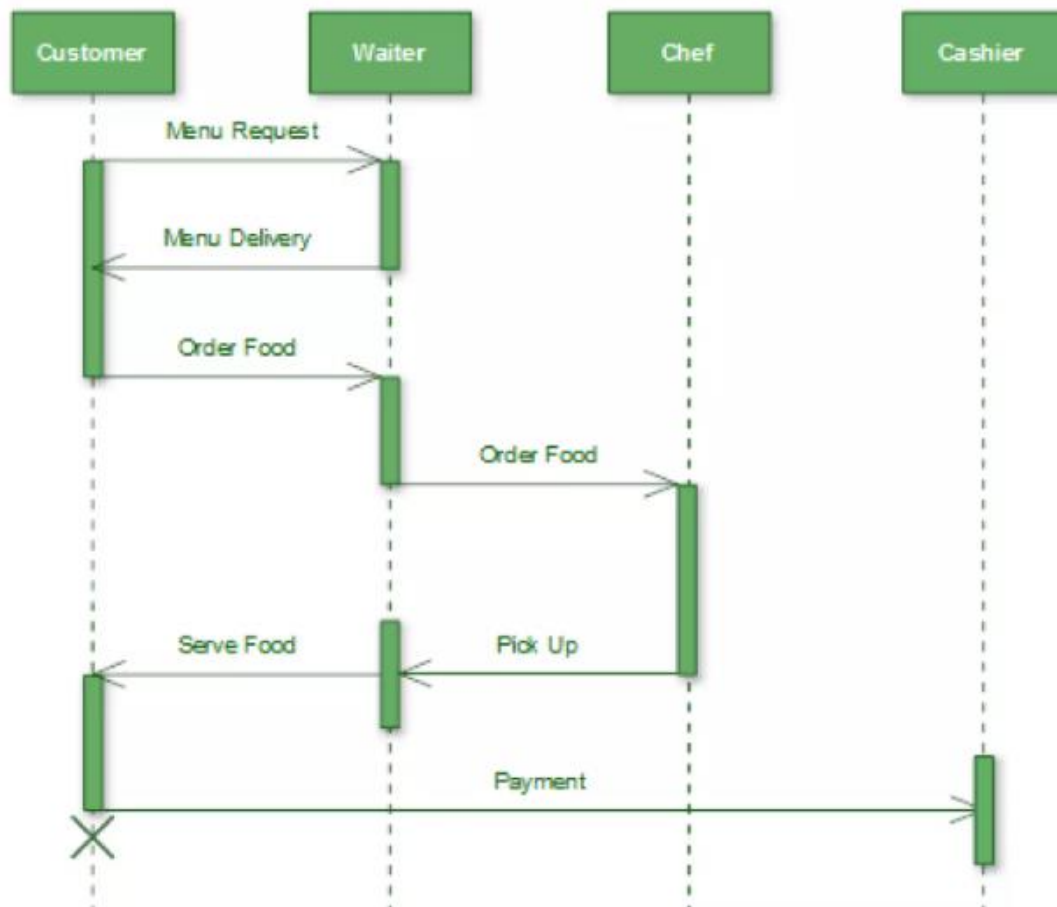 Customer
Waiter
Chef
Cashier
Menu Request
Menu Delivery
Order Food
Order Food
Serve Food
Pick Up
Payment